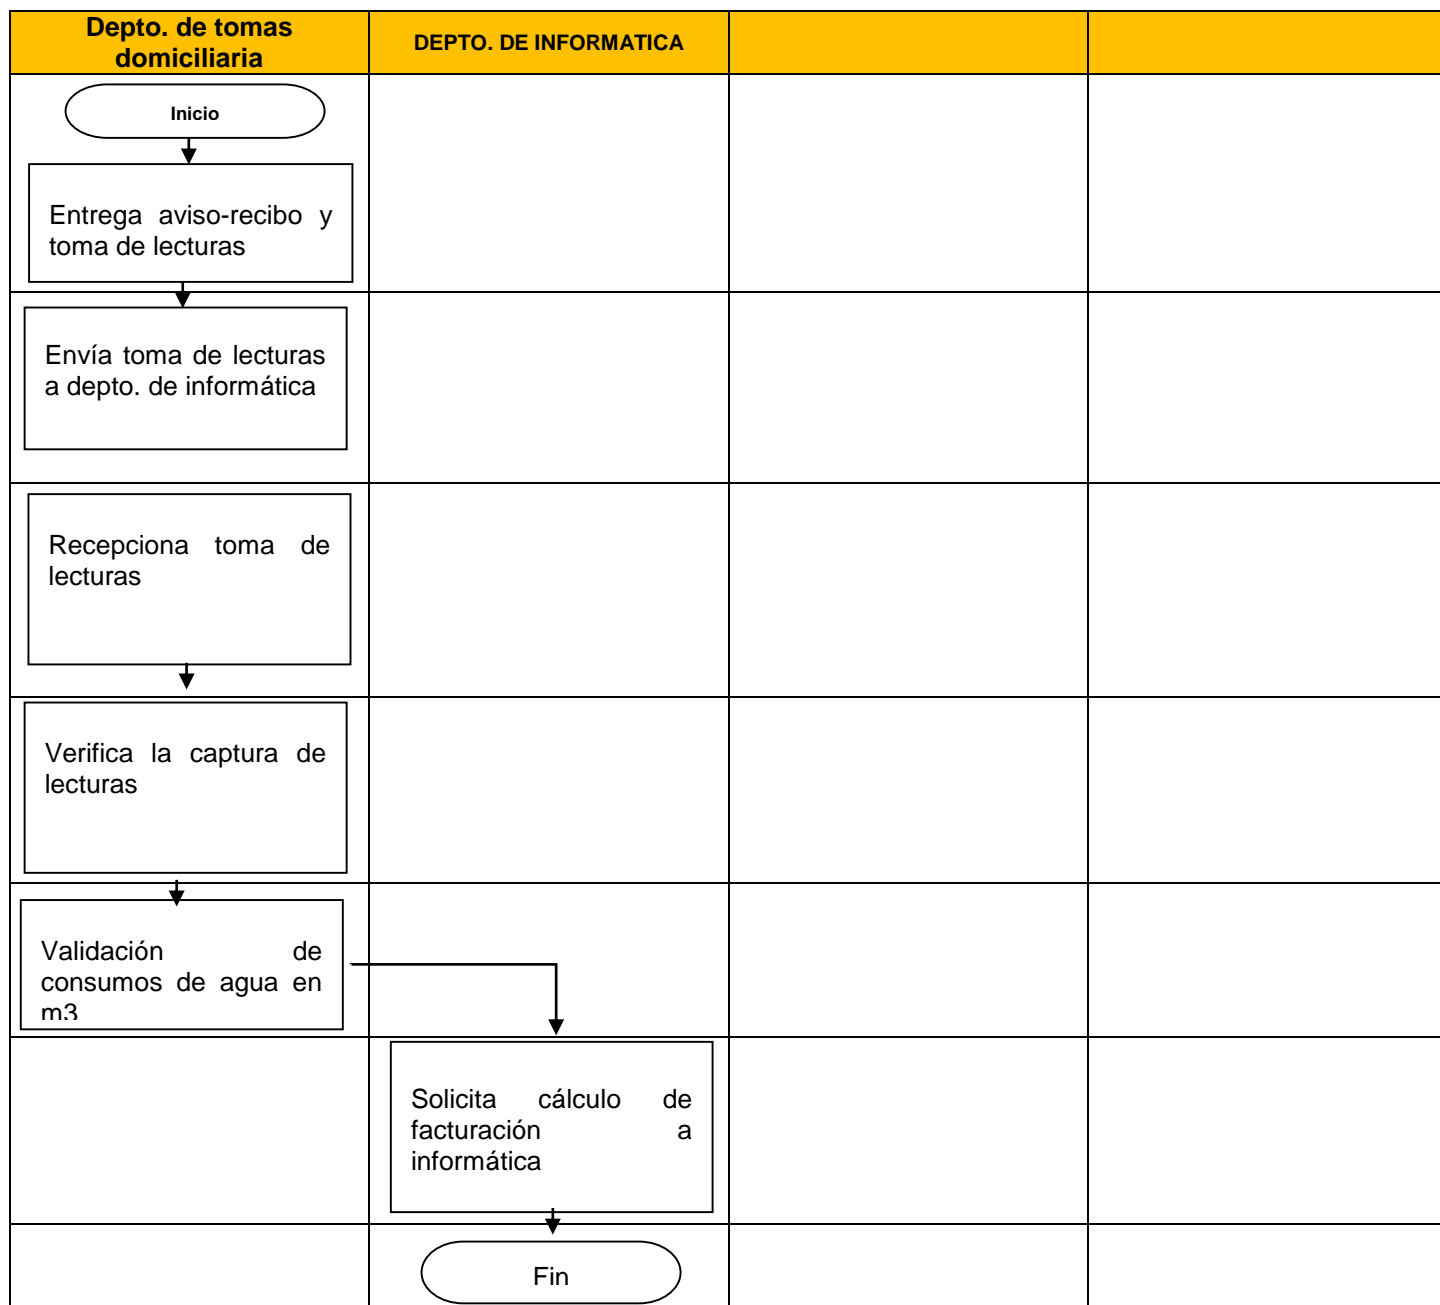 Depto. de tomas
domiciliaria
DEPTO. DE INFORMATICA
Inicio
Entrega aviso-recibo y
toma de lecturas
Envía toma de lecturas
a depto. de informática
Recepciona toma de
lecturas
Verifica la captura de
lecturas
Validación de
consumos de agua en
m3
Solicita cálculo de
facturación a
informática
Fin